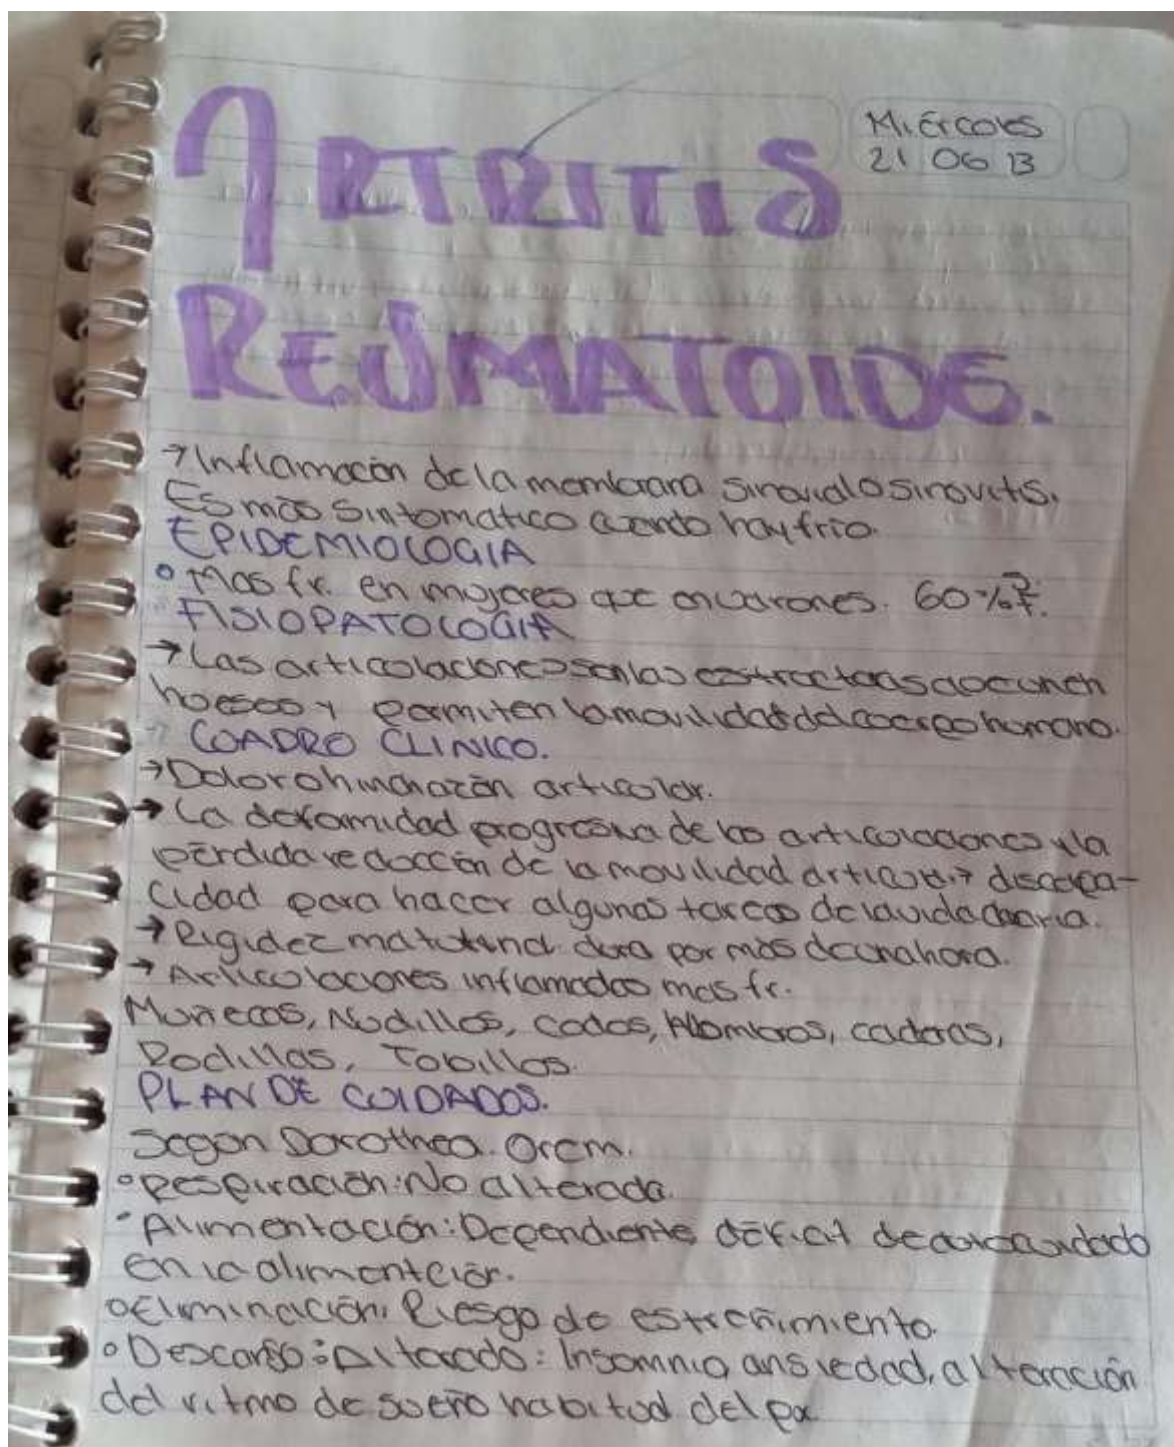 Miércoles
21 06 13
ARTRITIS
REUMATOIDE.
→ Inflamación de la membrana sinovial o sinovitis.
Es más sintomático cuando hay frío.
EPIDEMIOLOGIA
° Mas fr. en mujeres que en varones. 60%
FISIOPATOLOGIA
→ Las articulaciones son las estructuras que unen
huesos y permiten la movilidad del cuerpo humano.
CUADRO CLINICO.
→ Dolor o hinchazón articular.
→ La deformidad progresiva de las articulaciones y la
pérdida reducción de la movilidad articular → discapa-
cidad para hacer algunas tareas de la vida diaria.
→ Rigidez matutina dura por más de una hora.
→ Articulaciones inflamadas mas fr.
Muñecas, Nudillos, codos, Hombros, caderas,
Rodillas, Tobillos.
PLAN DE CUIDADOS.
Segun Dorothea. Orem.
° Respiración: No alterada.
° Alimentación: Dependiente déficit de autocuidado
en la alimentción.
° Eliminación: Riesgo de estreñimiento.
° Descanso: Alterado: Insomnio, ansiedad, alteración
del ritmo de sueño habitual del px